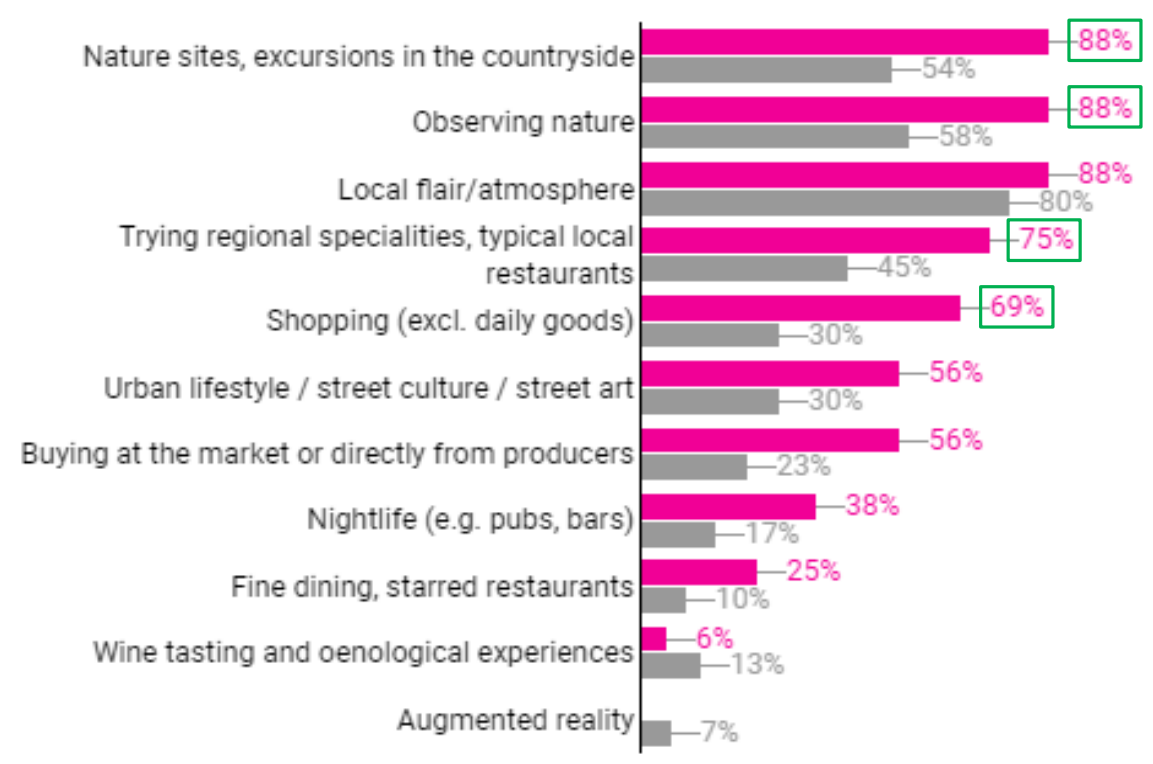 Nature sites, excursions in the countryside
88%
54%
Observing nature
88%
58%
Local flair/atmosphere
88%
80%
Trying regional specialities, typical local
restaurants
75%
45%
Shopping (excl. daily goods)
69%
30%
Urban lifestyle / street culture / street art
56%
30%
Buying at the market or directly from producers
56%
23%
Nightlife (e.g. pubs, bars)
38%
17%
Fine dining, starred restaurants
25%
10%
Wine tasting and oenological experiences
6%
13%
Augmented reality
7%